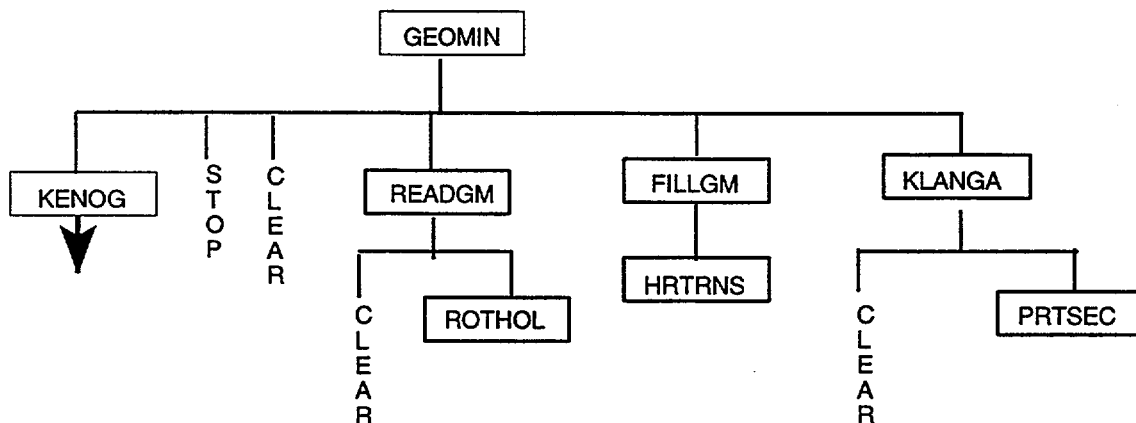 GEOMIN
KENOG
STOP
CLEAR
READGM
FILLGM
KLANGA
CLEAR
ROTHOL
HRTRNS
CLEAR
PRTSEC